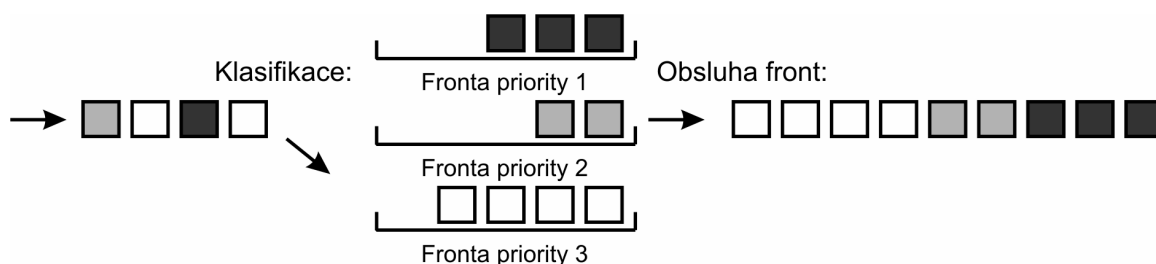 Klasifikace:
Fronta priority 1
Obsluha front:
Fronta priority 2
Fronta priority 3